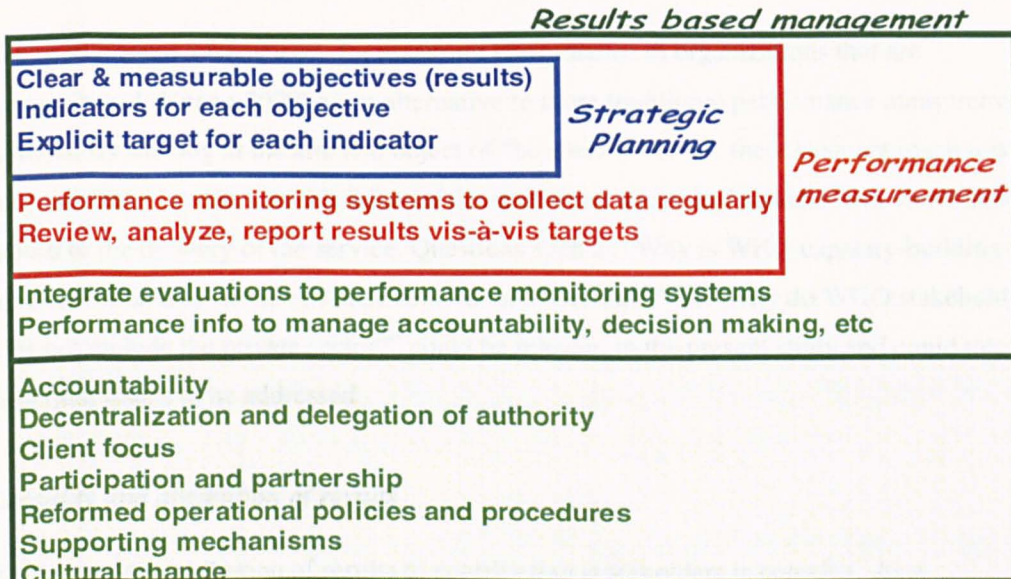 Results based management
Clear & measurable objectives (results)
Indicators for each objective
Explicit target for each indicator
Strategic
Planning
Performance
measurement
Performance monitoring systems to collect data regularly
Review, analyze, report results vis-à-vis targets
Integrate evaluations to performance monitoring systems
Performance info to manage accountability, decision making, etc
Accountability
Decentralization and delegation of authority
Client focus
Participation and partnership
Reformed operational policies and procedures
Supporting mechanisms
Cultural change